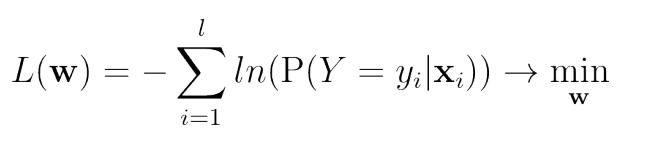 L(w) = − ∑_{i=1}^{l} ln(P(Y = y_i|x_i)) → min_w